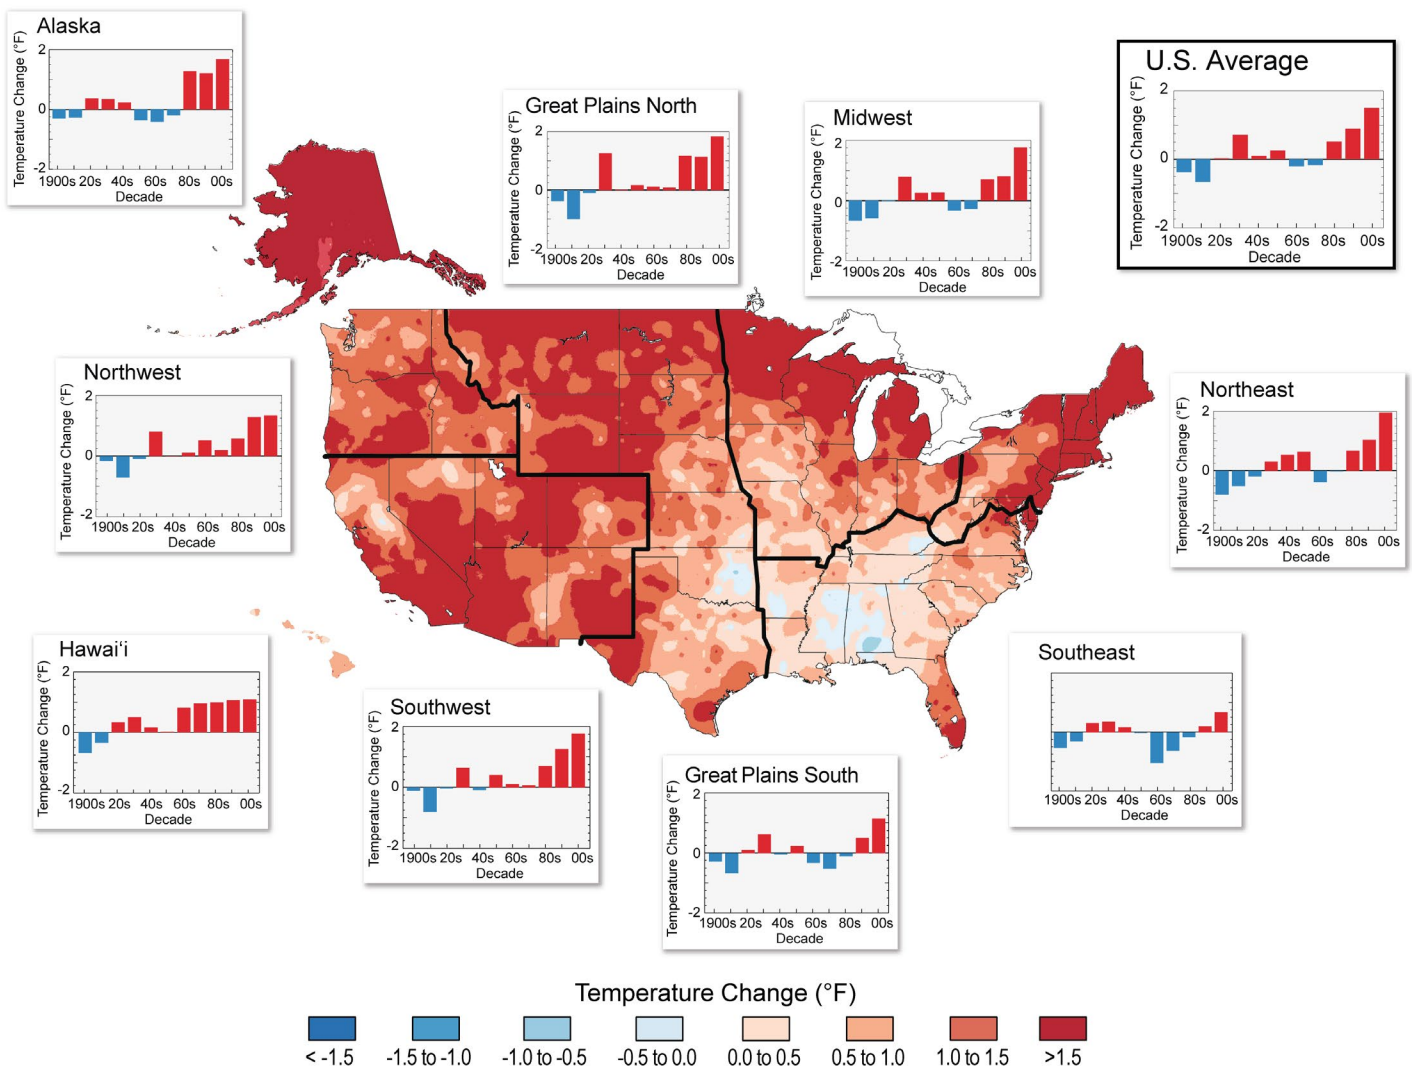 Alaska
Temperature Change (°F)
2
0
-2
1900s 20s 40s 60s 80s 00s
Decade
Great Plains North
Temperature Change (°F)
2
0
-2
1900s 20s 40s 60s 80s 00s
Decade
Midwest
Temperature Change (°F)
2
0
-2
1900s 20s 40s 60s 80s 00s
Decade
U.S. Average
Temperature Change (°F)
2
0
-2
1900s 20s 40s 60s 80s 00s
Decade
Northwest
Temperature Change (°F)
2
0
-2
1900s 20s 40s 60s 80s 00s
Decade
Northeast
Temperature Change (°F)
2
0
-2
1900s 20s 40s 60s 80s 00s
Decade
Hawai‘i
Temperature Change (°F)
2
0
-2
1900s 20s 40s 60s 80s 00s
Decade
Southwest
Temperature Change (°F)
2
0
-2
1900s 20s 40s 60s 80s 00s
Decade
Great Plains South
Temperature Change (°F)
2
0
-2
1900s 20s 40s 60s 80s 00s
Decade
Southeast
1900s 20s 40s 60s 80s 00s
Decade
Temperature Change (°F)
< -1.5 -1.5 to -1.0 -1.0 to -0.5 -0.5 to 0.0 0.0 to 0.5 0.5 to 1.0 1.0 to 1.5 >1.5